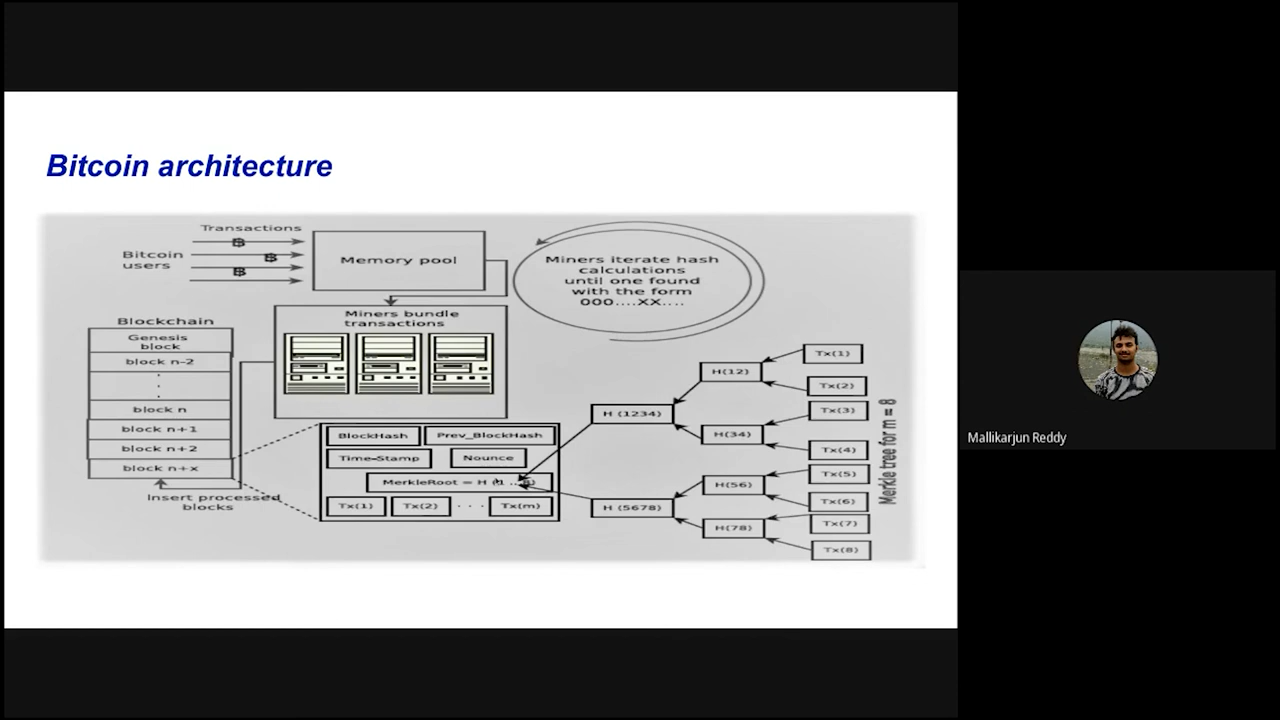 Bitcoin architecture
Transactions
Bitcoin
users
Memory pool
Miners iterate hash
calculations
until one found
with the form
000....XX....
Miners bundle
transactions
Blockchain
Genesis
block
block n-2
block n
block n+1
block n+2
block n+x
Insert processed
blocks
BlockHash
Prev_BlockHash
Time-Stamp
Nounce
MerkleRoot = H (1 ...8)
Tx(1)
Tx(2)
. . .
Tx(m)
H (1234)
H (5678)
H(12)
H(34)
H(56)
H(78)
Tx(1)
Tx(2)
Tx(3)
Tx(4)
Tx(5)
Tx(6)
Tx(7)
Tx(8)
Merkle tree for m = 8
Mallikarjun Reddy